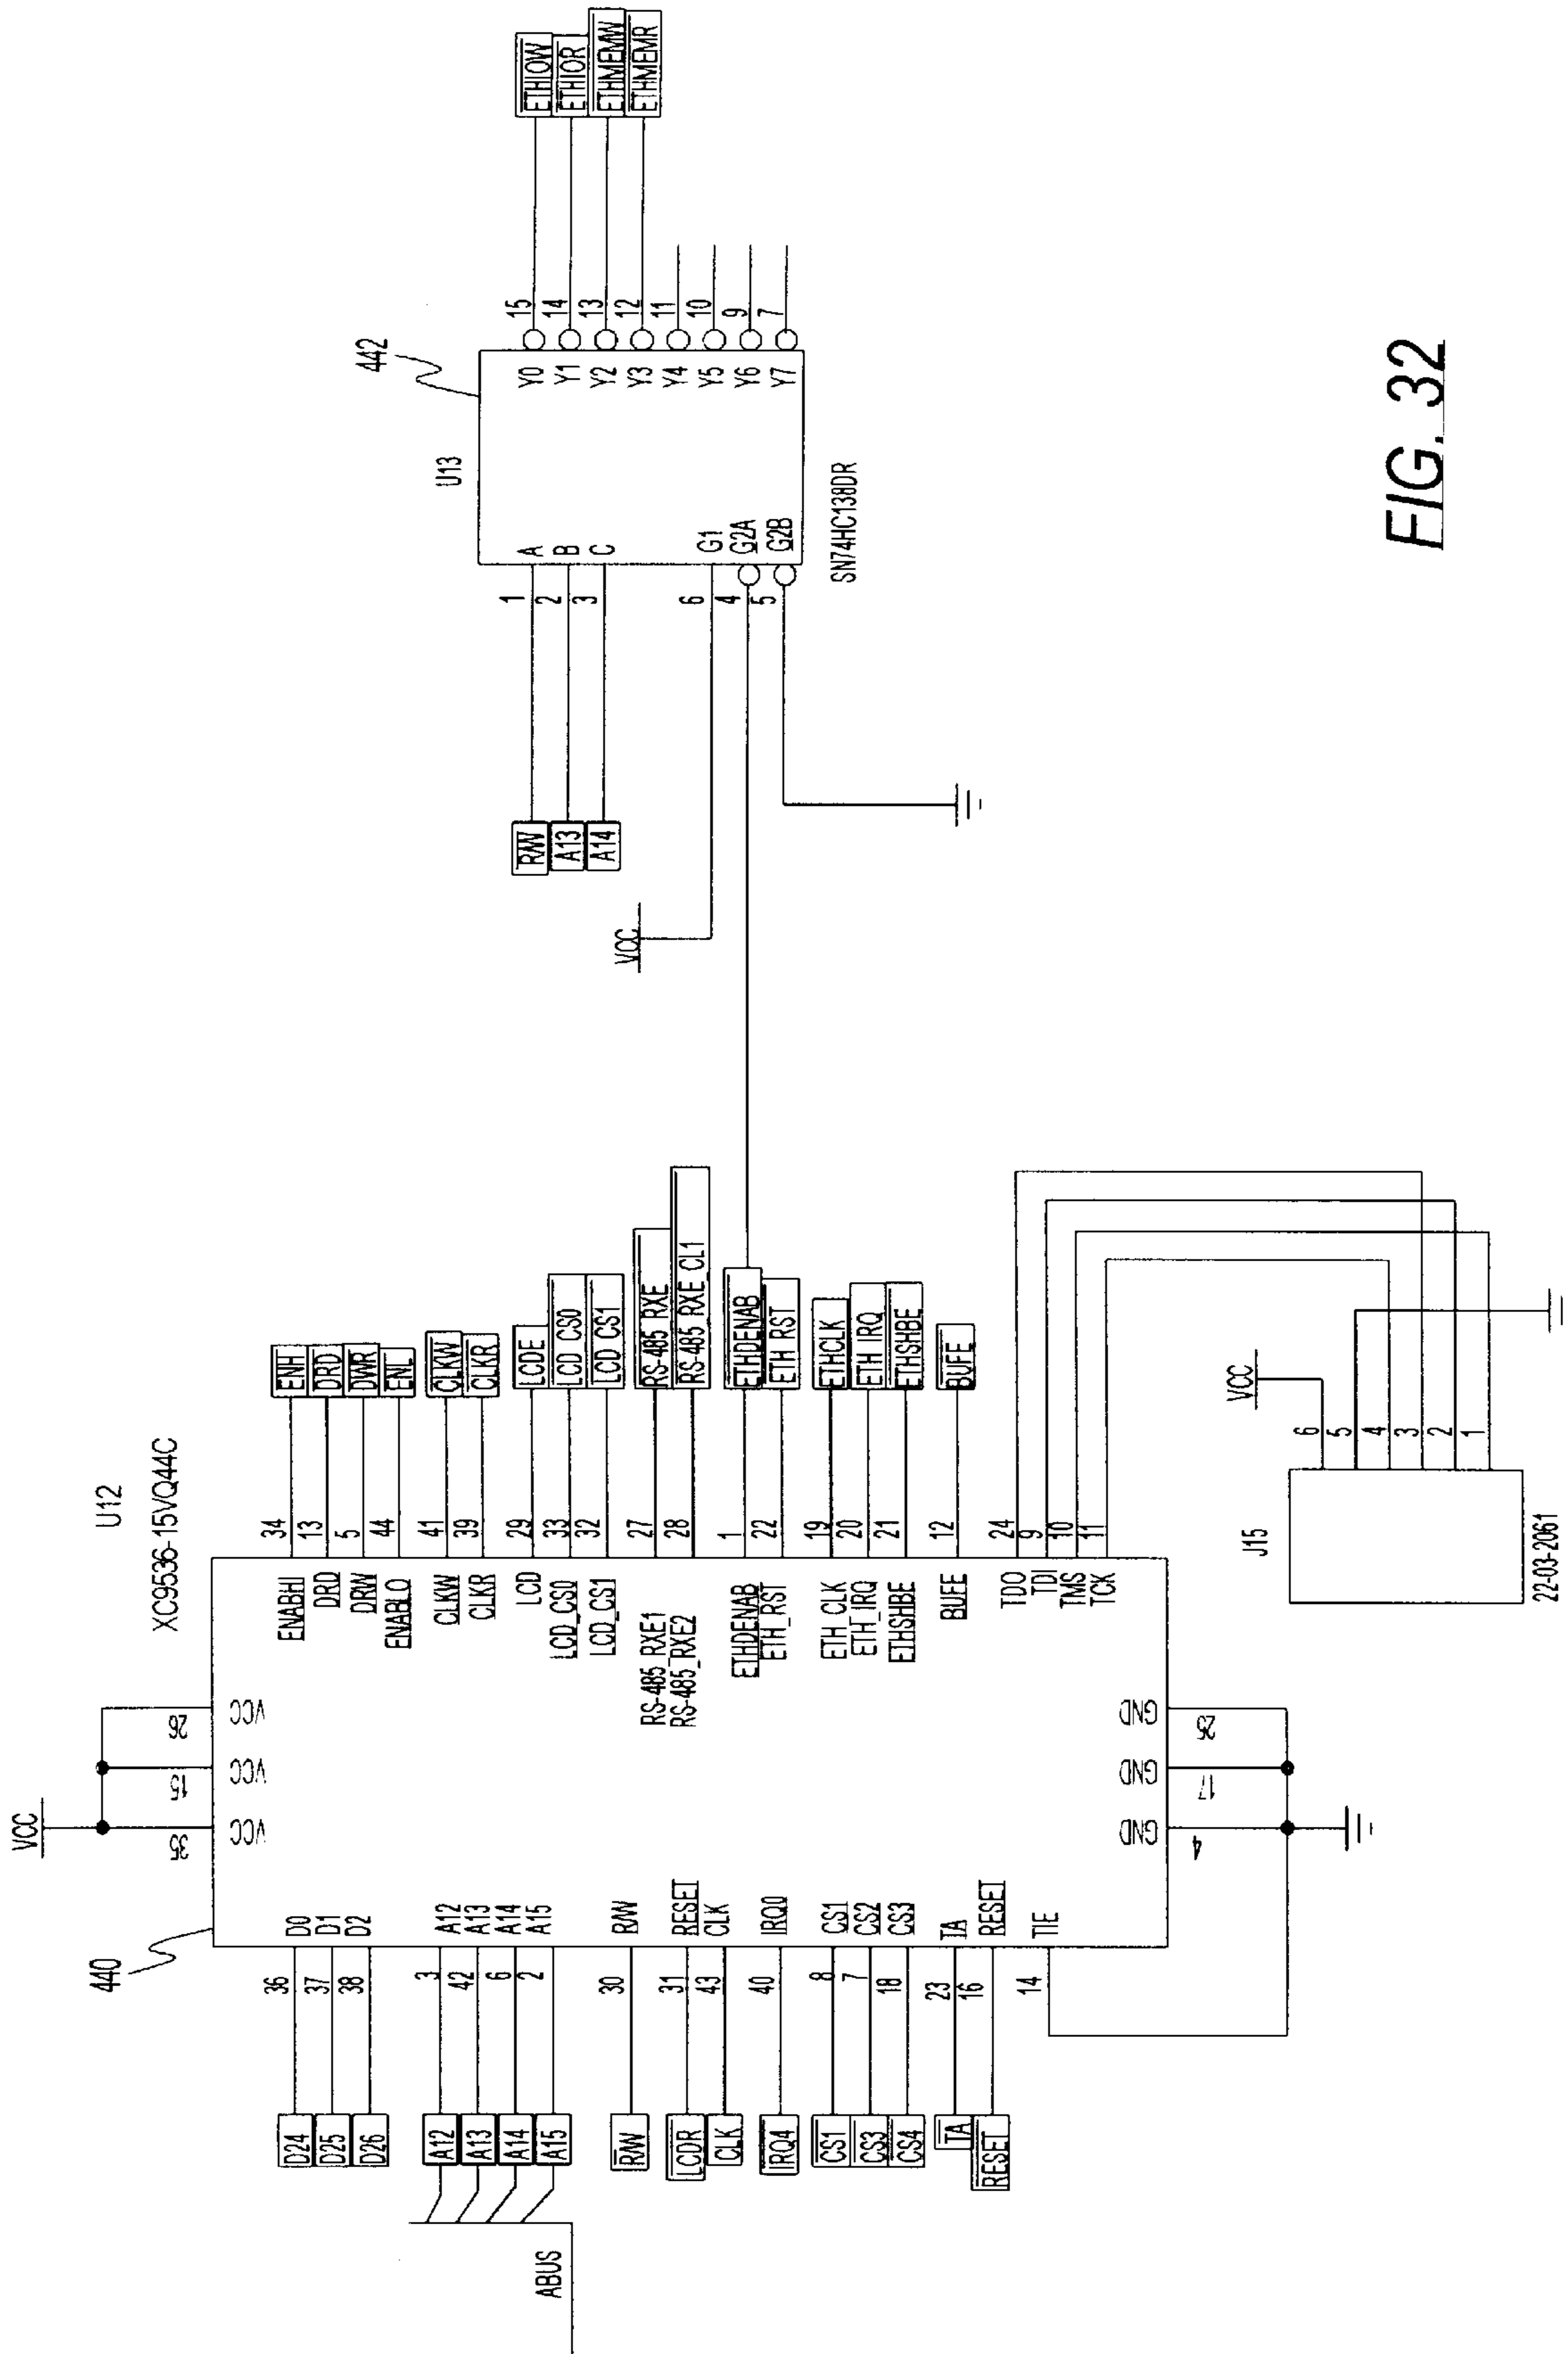 FIG. 32
440
U12
XC9536-15VQ44C
VCC
35 15 26
VCC VCC VCC
D24 36 D0
D25 37 D1
D26 38 D2
A12 3 A12
A13 42 A13
A14 6 A14
A15 2 A15
ABUS
R/W 30 R/W
LCDR 31 RESET
CLK 43 CLK
IRQ4 40 IRQ0
CS1 8 CS1
CS3 7 CS2
CS4 18 CS3
TA 23 TA
RESET 16 RESET
14 TIE
GND GND GND
4 17 25
ENABHI 34 ENH
DRD 13 DRD
DRW 5 DWR
ENABLO 44 ENL
CLKW 41 CLKW
CLKR 39 CLKR
LCD 29 LCDE
LCD_CS0 33 LCD_CS0
LCD_CS1 32 LCD_CS1
RS-485_RXE1 27 RS-485_RXE
RS-485_RXE2 28 RS-485_RXE_CL1
ETHDENAB 1 ETHDENAB
ETH_RST 22 ETH_RST
ETH_CLK 19 ETHCLK
ETH_IRQ 20 ETH_IRQ
ETHSHBE 21 ETHSHBE
BUFE 12 BUFE
TDO 24
TDI 9
TMS 10
TCK 11
J15
22-03-2061
VCC
6
5
4
3
2
1
442
U13
SN74HC138DR
R/W 1 A
A13 2 B
A14 3 C
VCC
6 G1
4 G2A
5 G2B
Y0 15 ETHIOW
Y1 14 ETHIOR
Y2 13 ETHMEMW
Y3 12 ETHMEMR
Y4 11
Y5 10
Y6 9
Y7 7